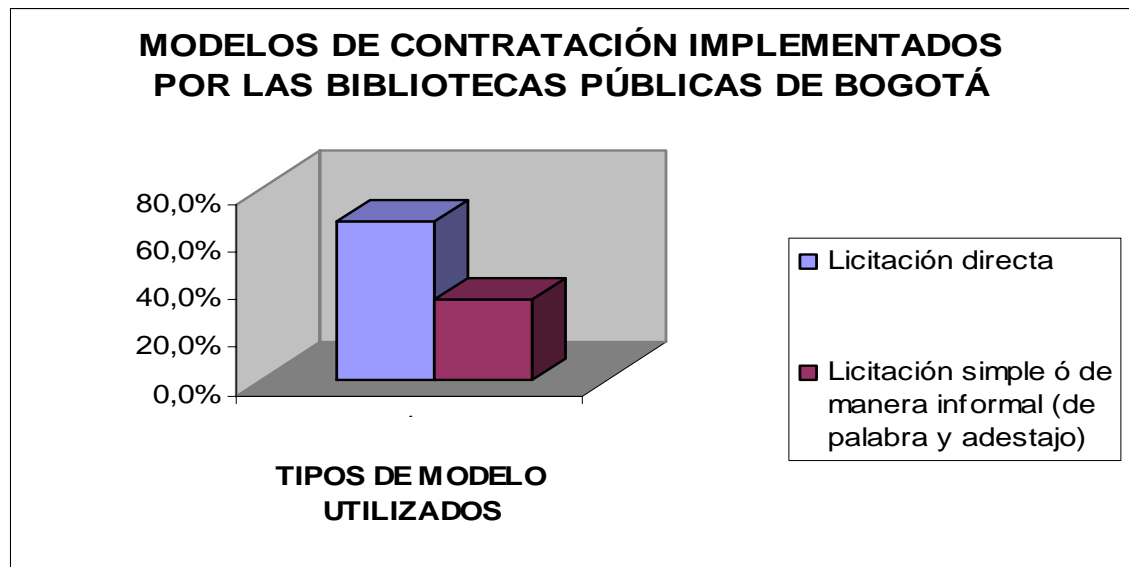 MODELOS DE CONTRATACIÓN IMPLEMENTADOS
POR LAS BIBLIOTECAS PÚBLICAS DE BOGOTÁ
80,0%
60,0%
40,0%
20,0%
0,0%
TIPOS DE MODELO
UTILIZADOS
Licitación directa
Licitación simple ó de
manera informal (de
palabra y adestajo)